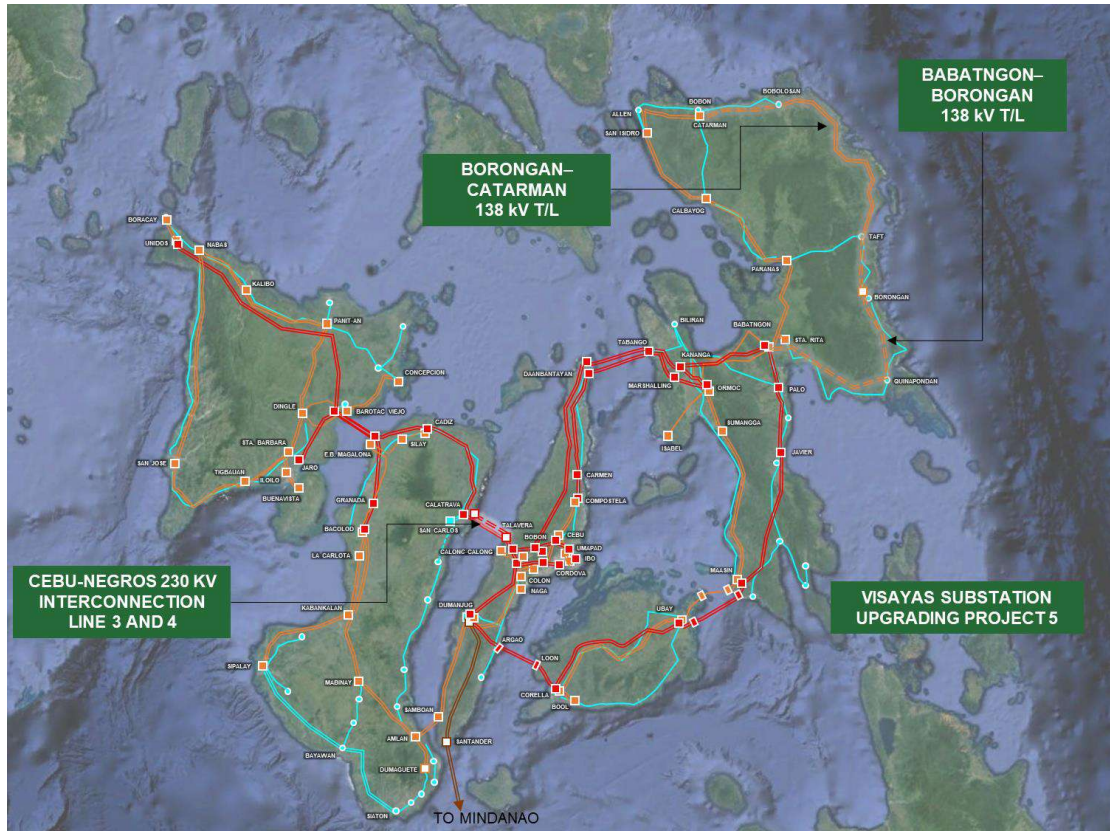 BABATNGON–
BORONGAN
138 kV T/L
BORONGAN–
CATARMAN
138 kV T/L
BOBOLOSAN
BOBON
ALLEN
CATARMAN
SAN ISIDRO
CALBAYOG
BORACAY
UNIDOS
NABAS
TAFT
PARANAS
KALIBO
BORONGAN
PANIT-AN
BILIRAN
BABATNGON
STA. RITA
TABANGO
KANANGA
DAANBANTAYAN
CONCEPCION
MARSHALLING
ORMOC
PALO
QUINAPONDAN
DINGLE
BAROTAC VIEJO
CADIZ
SUMANGGA
STA. BARBARA
SILAY
ISABEL
E.B. MAGALONA
JAVIER
SAN JOSE
JARO
TIGBAUAN
ILOILO
CARMEN
BUENAVISTA
COMPOSTELA
GRANADA
CALATRAVA
SAN CARLOS
TALAVERA
BACOLOD
BOBON
CEBU
UMAPAD
CALONG-CALONG
IBO
LA CARLOTA
CORDOVA
COLON
MAASIN
NAGA
CEBU-NEGROS 230 KV
INTERCONNECTION
LINE 3 AND 4
VISAYAS SUBSTATION
UPGRADING PROJECT 5
KABANKALAN
DUMANJUG
UBAY
ARGAO
LOON
SIPALAY
MABINAY
CORELLA
BOOL
SAMBOAN
AMLAN
SANTANDER
BAYAWAN
DUMAGUETE
SIATON
TO MINDANAO